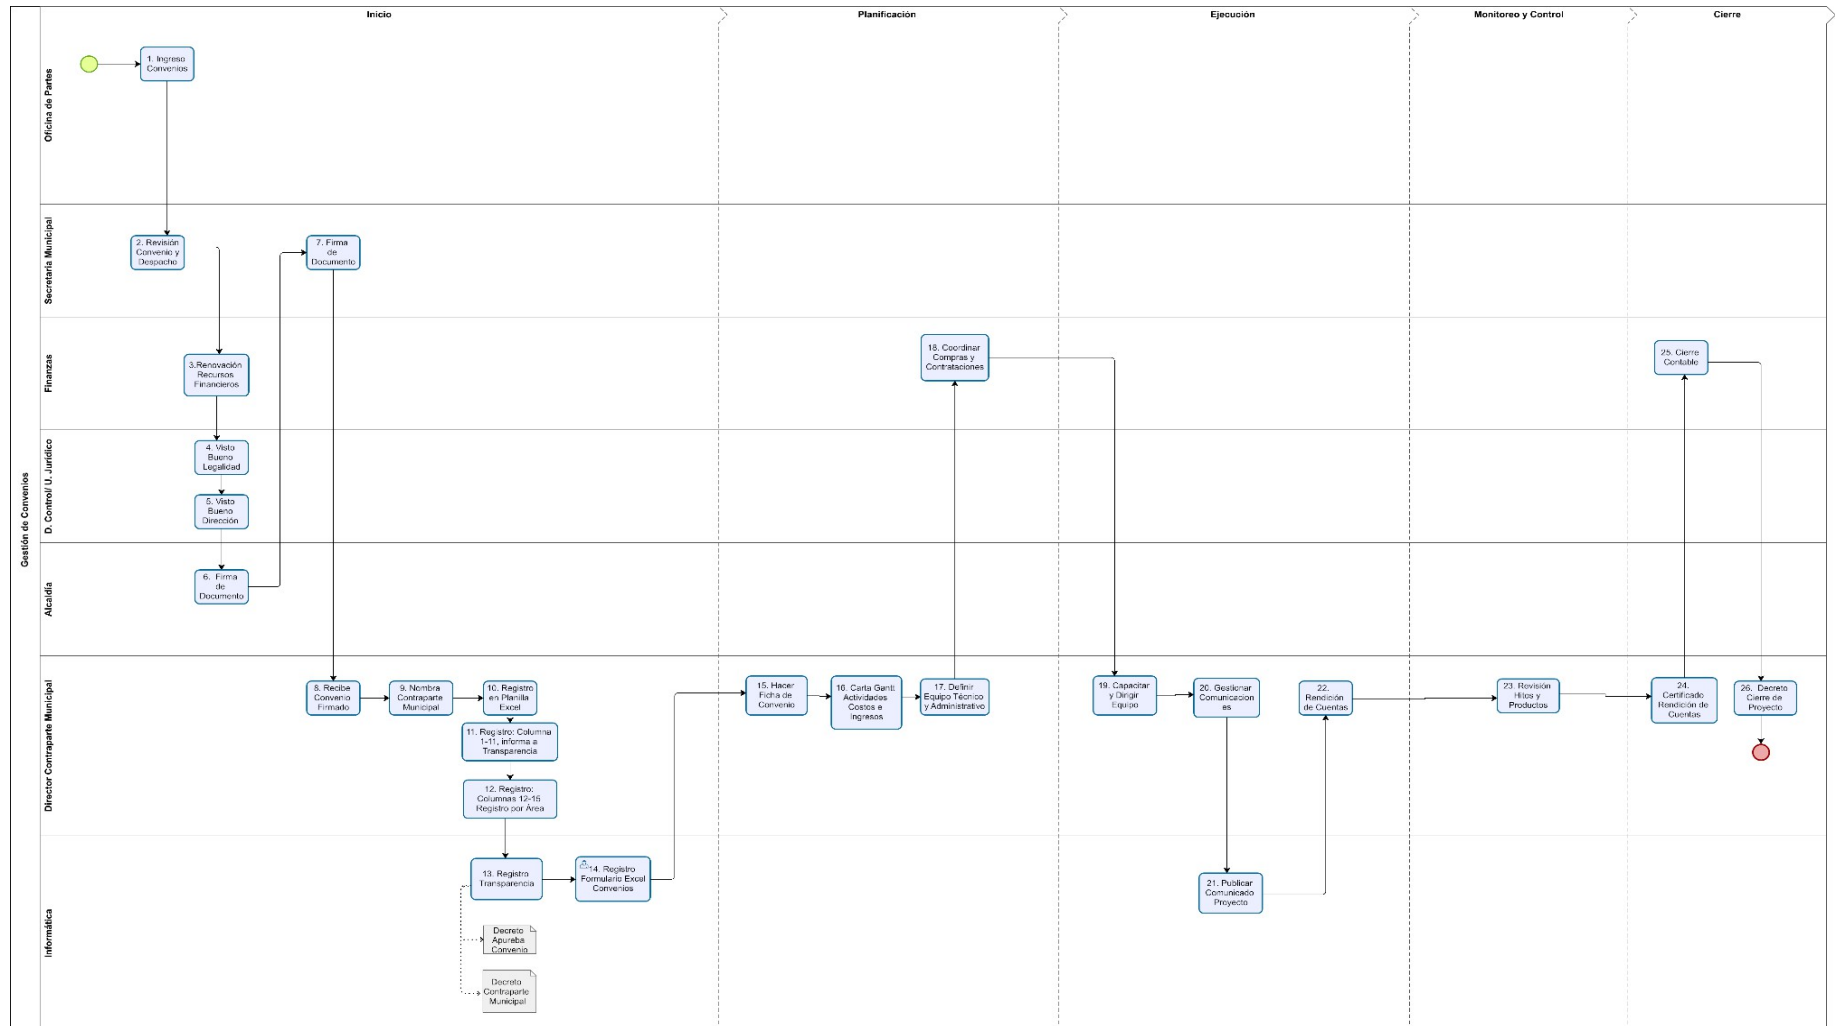 Inicio
Planificación
Ejecución
Monitoreo y Control
Cierre
Gestión de Convenios
Oficina de Partes
1. Ingreso
Convenios
Secretaria Municipal
2. Revisión
Convenio y
Despacho
7. Firma
de
Documento
Finanzas
3.Renovación
Recursos
Financieros
18. Coordinar
Compras y
Contrataciones
25. Cierre
Contable
D. Control/ U. Jurídico
4. Visto
Bueno
Legalidad
5. Visto
Bueno
Dirección
Alcaldía
6. Firma
de
Documento
Director Contraparte Municipal
8. Recibe
Convenio
Firmado
9. Nombra
Contraparte
Municipal
10. Registro
en Planilla
Excel
11. Registro: Columna
1-11, informa a
Transparencia
12. Registro:
Columnas 12-15
Registro por Área
15. Hacer
Ficha de
Convenio
16. Carta Gantt
Actividades
Costos e
Ingresos
17. Definir
Equipo Técnico
y Administrativo
19. Capacitar
y Dirigir
Equipo
20. Gestionar
Comunicacion
es
22.
Rendición
de Cuentas
23. Revisión
Hitos y
Productos
24.
Certificado
Rendición de
Cuentas
26. Decreto
Cierre de
Proyecto
Informática
13. Registro
Transparencia
14. Registro
Formulario Excel
Convenios
21. Publicar
Comunicado
Proyecto
Decreto
Apureba
Convenio
Decreto
Contraparte
Municipal